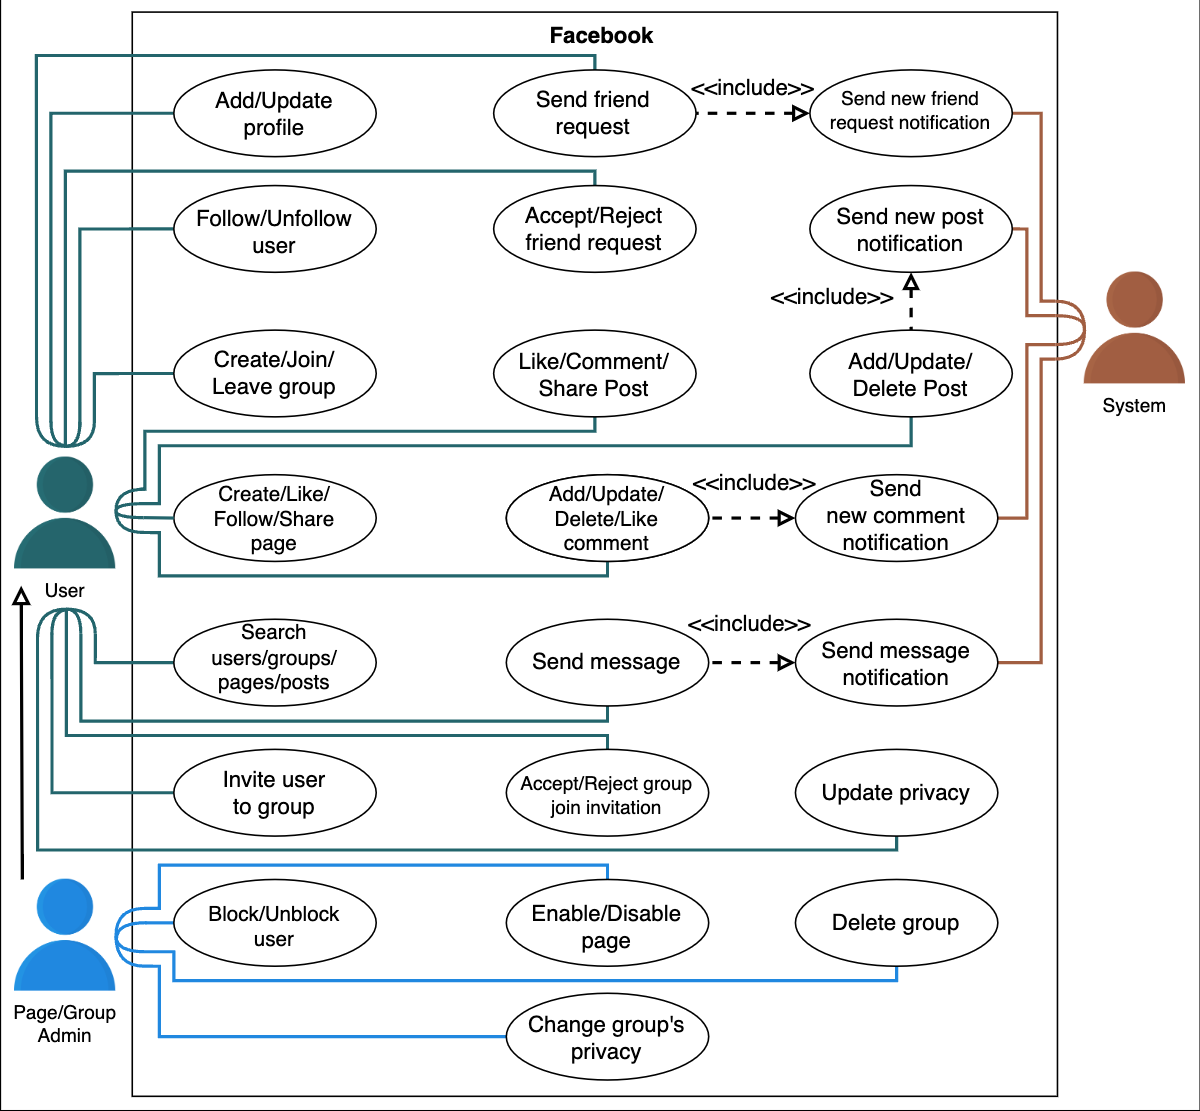 Facebook
Add/Update
profile
Send friend
request
<<include>>
Send new friend
request notification
Follow/Unfollow
user
Accept/Reject
friend request
Send new post
notification
<<include>>
Create/Join/
Leave group
Like/Comment/
Share Post
Add/Update/
Delete Post
System
Create/Like/
Follow/Share
page
Add/Update/
Delete/Like
comment
<<include>>
Send
new comment
notification
User
Search
users/groups/
pages/posts
Send message
<<include>>
Send message
notification
Invite user
to group
Accept/Reject group
join invitation
Update privacy
Block/Unblock
user
Enable/Disable
page
Delete group
Page/Group
Admin
Change group's
privacy